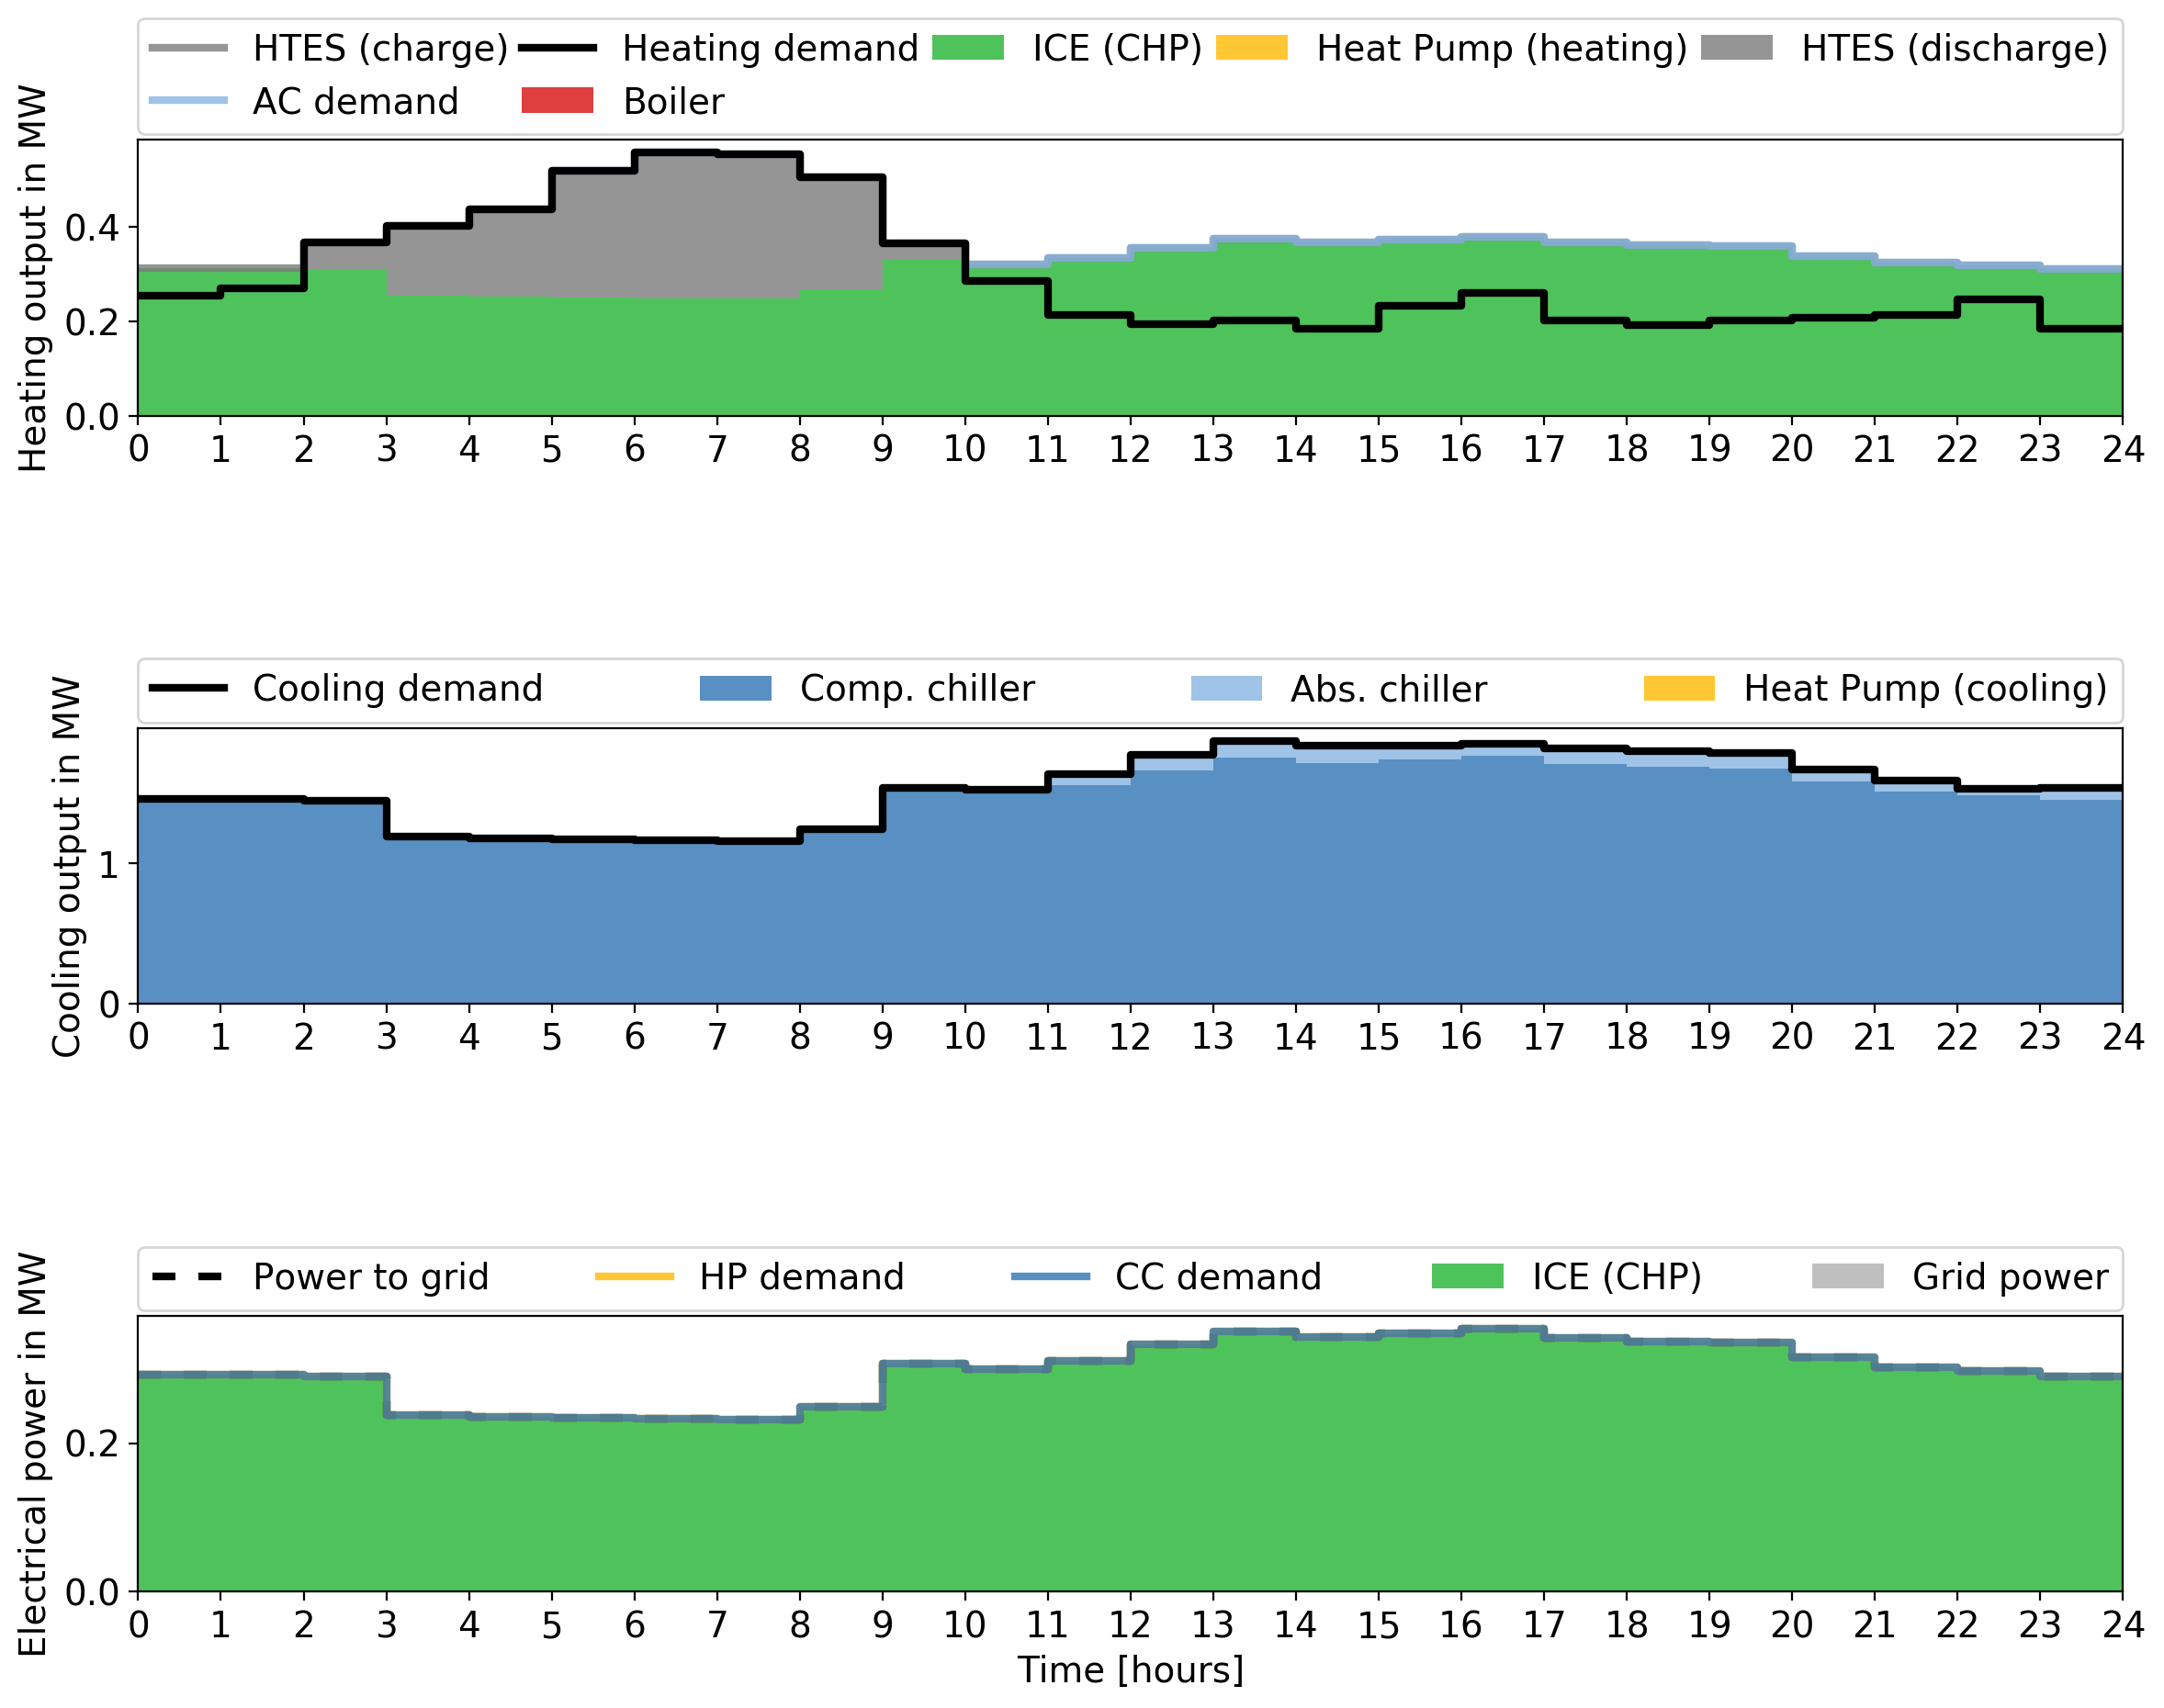 HTES (charge) Heating demand ICE (CHP) Heat Pump (heating) HTES (discharge)
AC demand Boiler
Heating output in MW
0.4
0.2
0.0
0 1 2 3 4 5 6 7 8 9 10 11 12 13 14 15 16 17 18 19 20 21 22 23 24
Cooling demand Comp. chiller Abs. chiller Heat Pump (cooling)
Cooling output in MW
1
0
0 1 2 3 4 5 6 7 8 9 10 11 12 13 14 15 16 17 18 19 20 21 22 23 24
Power to grid HP demand CC demand ICE (CHP) Grid power
Electrical power in MW
0.2
0.0
0 1 2 3 4 5 6 7 8 9 10 11 12 13 14 15 16 17 18 19 20 21 22 23 24
Time [hours]